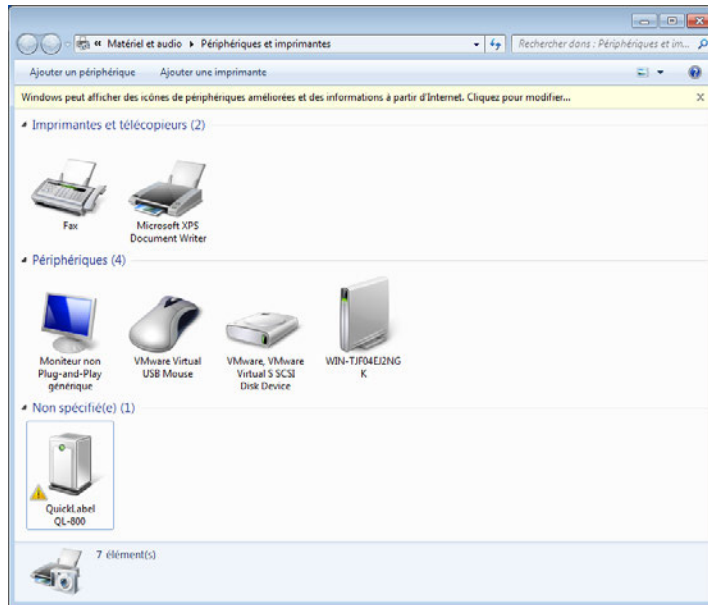 « Matériel et audio ▸ Périphériques et imprimantes
Rechercher dans : Périphériques et im...
Ajouter un périphérique Ajouter une imprimante
Windows peut afficher des icônes de périphériques améliorées et des informations à partir d'Internet. Cliquez pour modifier...
Imprimantes et télécopieurs (2)
Fax
Microsoft XPS
Document Writer
Périphériques (4)
Moniteur non
Plug-and-Play
générique
VMware Virtual
USB Mouse
VMware, VMware
Virtual S SCSI
Disk Device
WIN-TJF04EJ2NG
K
Non spécifié(e) (1)
QuickLabel
QL-800
7 élément(s)